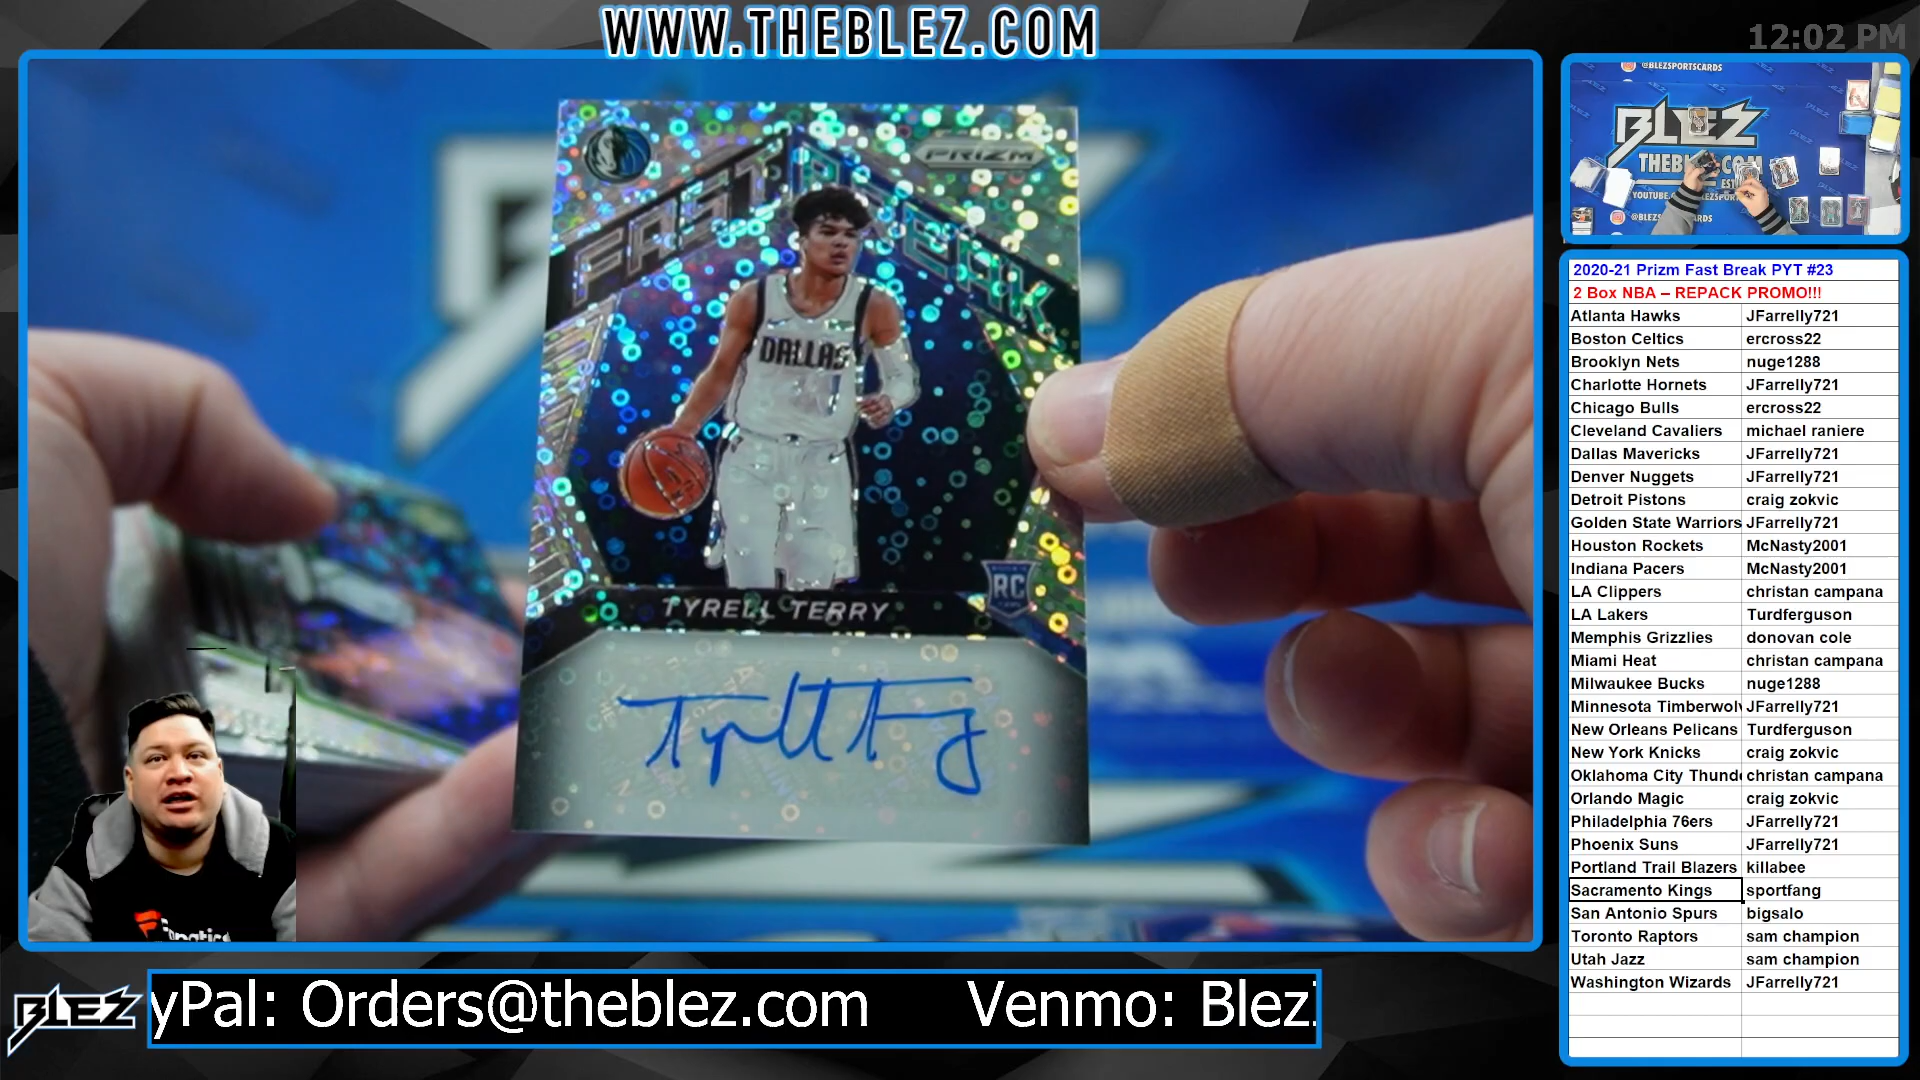 WWW.THEBLEZ.COM
12:02 PM
PRIZM
FAST BREAK
DALLAS
1
RC
TYRELL TERRY
Tyrell Terry
@BLEZSPORTSCARDS
BLEZ
2020-21 Prizm Fast Break PYT #23
2 Box NBA – REPACK PROMO!!!
Atlanta Hawks JFarrelly721
Boston Celtics ercross22
Brooklyn Nets nuge1288
Charlotte Hornets JFarrelly721
Chicago Bulls ercross22
Cleveland Cavaliers michael raniere
Dallas Mavericks JFarrelly721
Denver Nuggets JFarrelly721
Detroit Pistons craig zokvic
Golden State Warriors JFarrelly721
Houston Rockets McNasty2001
Indiana Pacers McNasty2001
LA Clippers christan campana
LA Lakers Turdferguson
Memphis Grizzlies donovan cole
Miami Heat christan campana
Milwaukee Bucks nuge1288
Minnesota Timberwolv JFarrelly721
New Orleans Pelicans Turdferguson
New York Knicks craig zokvic
Oklahoma City Thunde christan campana
Orlando Magic craig zokvic
Philadelphia 76ers JFarrelly721
Phoenix Suns JFarrelly721
Portland Trail Blazers killabee
Sacramento Kings sportfang
San Antonio Spurs bigsalo
Toronto Raptors sam champion
Utah Jazz sam champion
Washington Wizards JFarrelly721
BLEZ
yPal: Orders@theblez.com Venmo: Blez